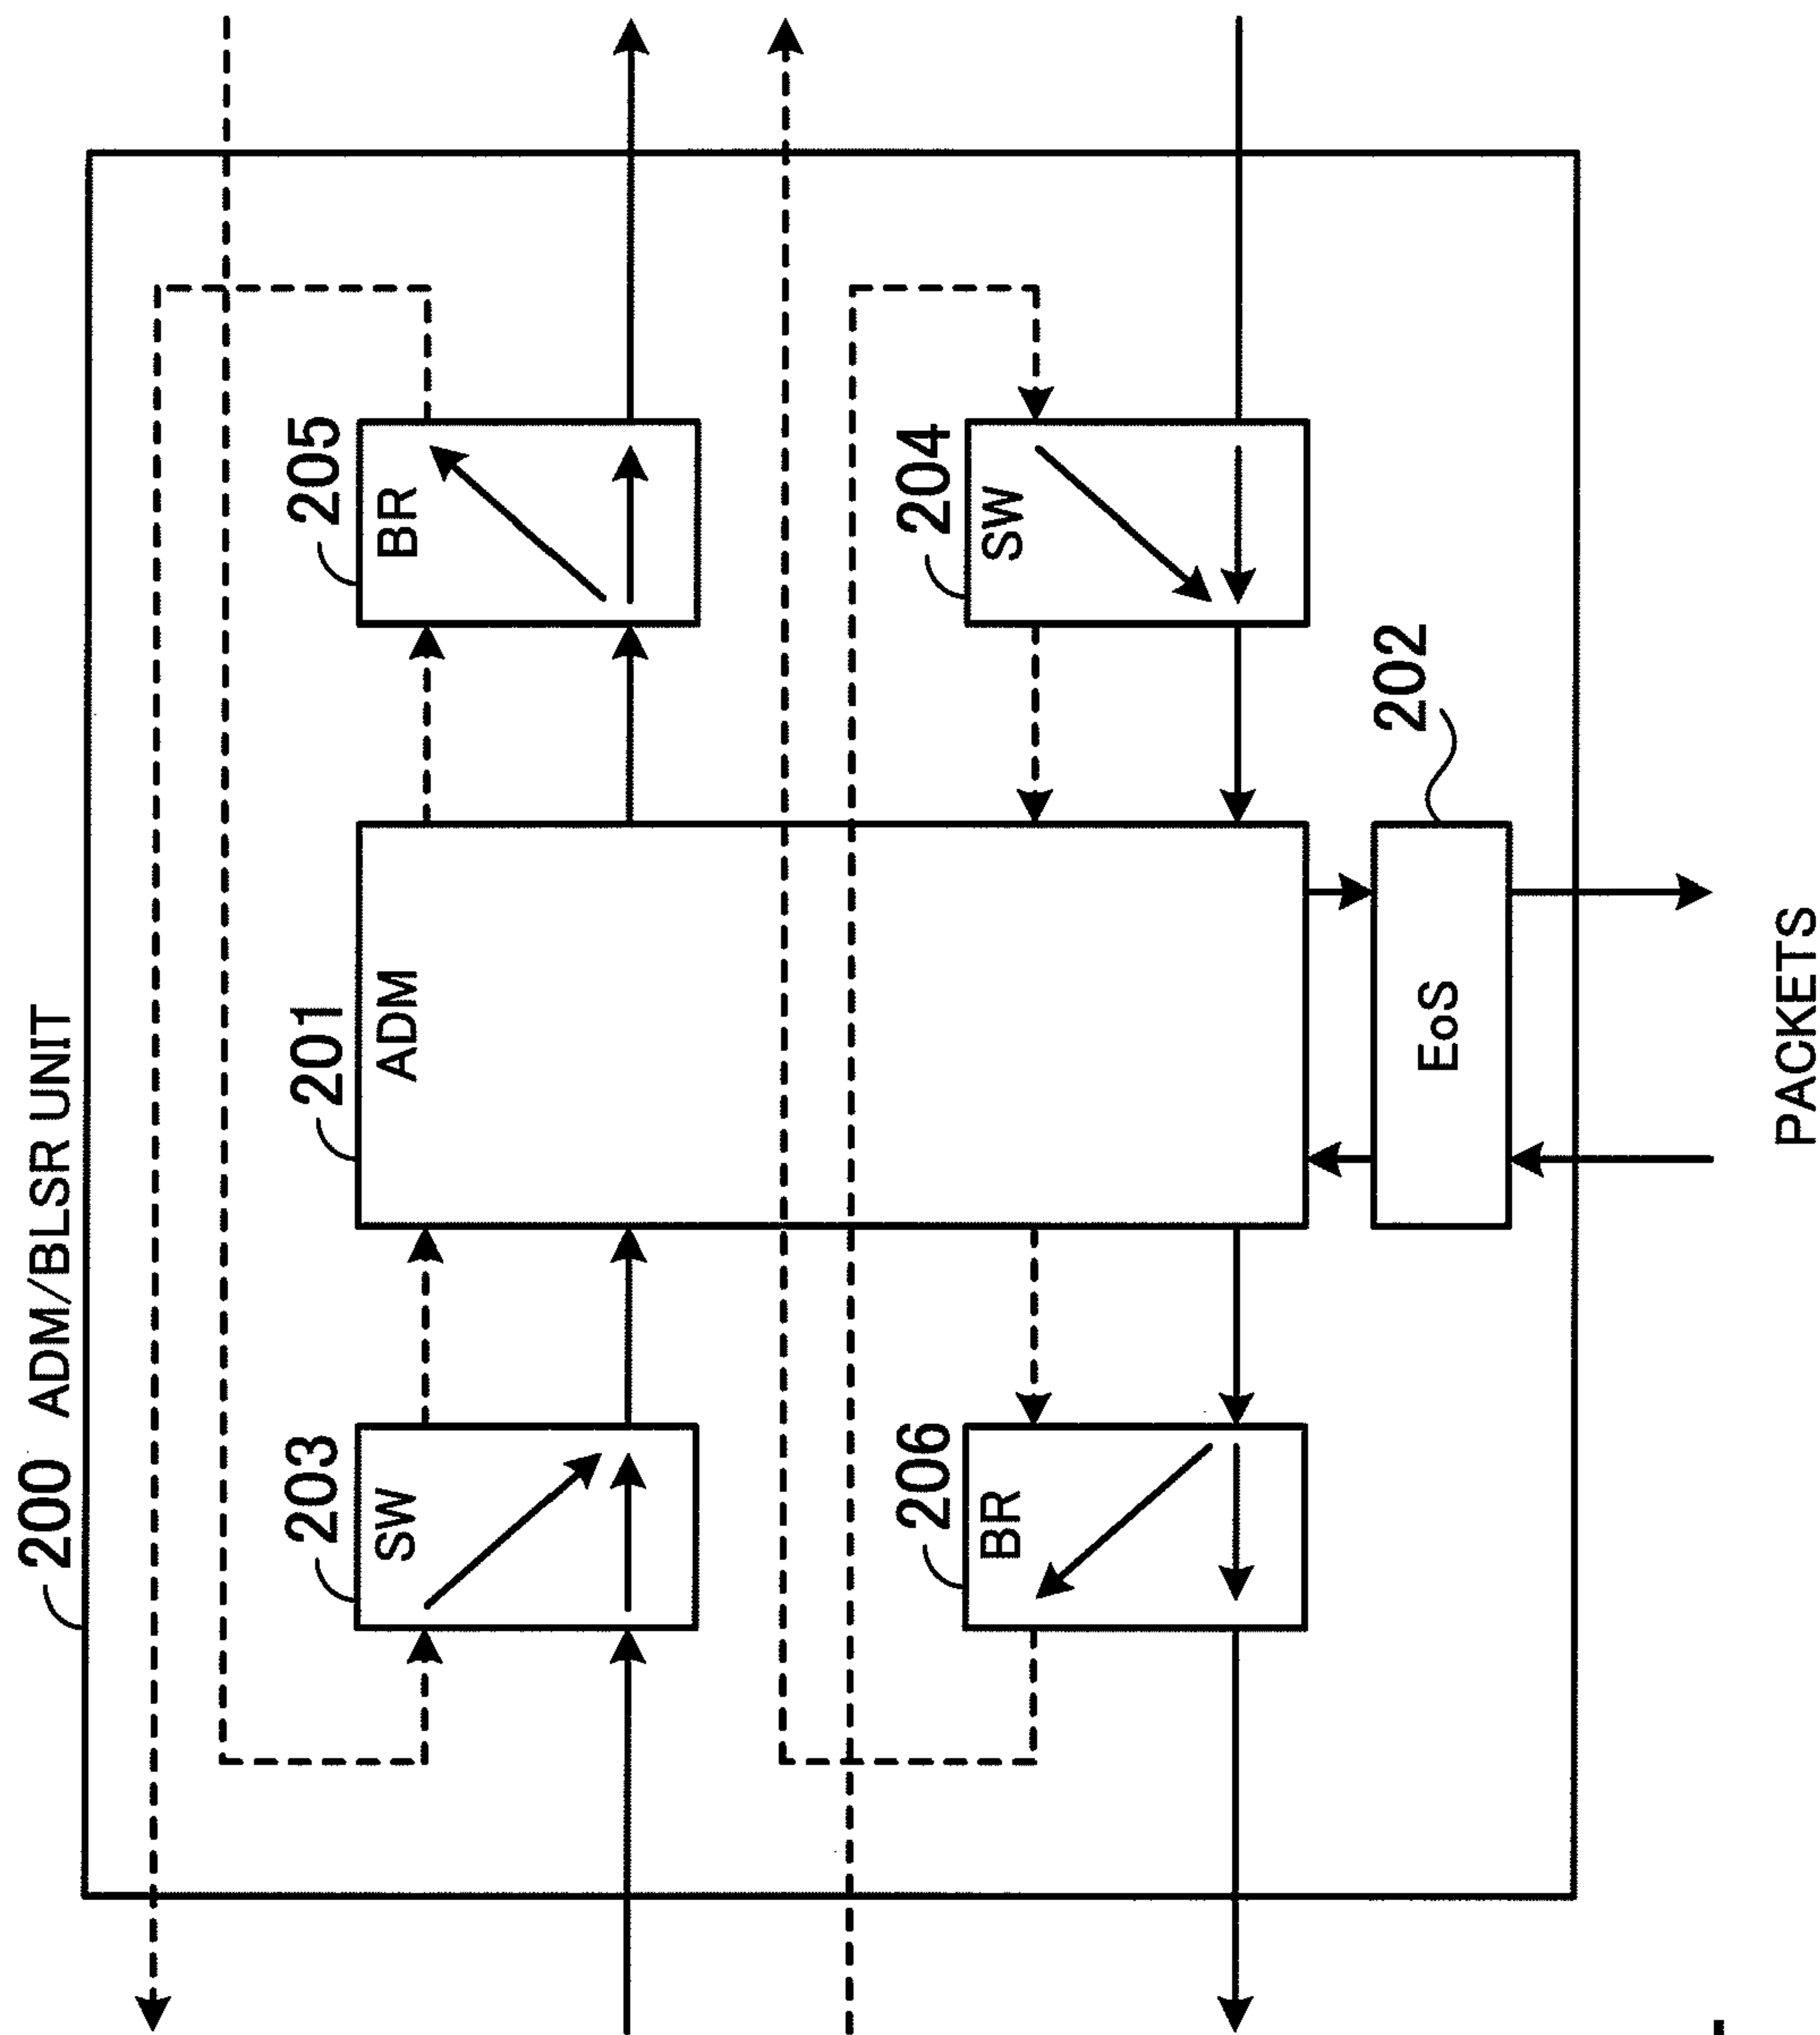 200 ADM/BLSR UNIT
203
SW
201
ADM
205
BR
206
BR
204
SW
202
EoS
PACKETS